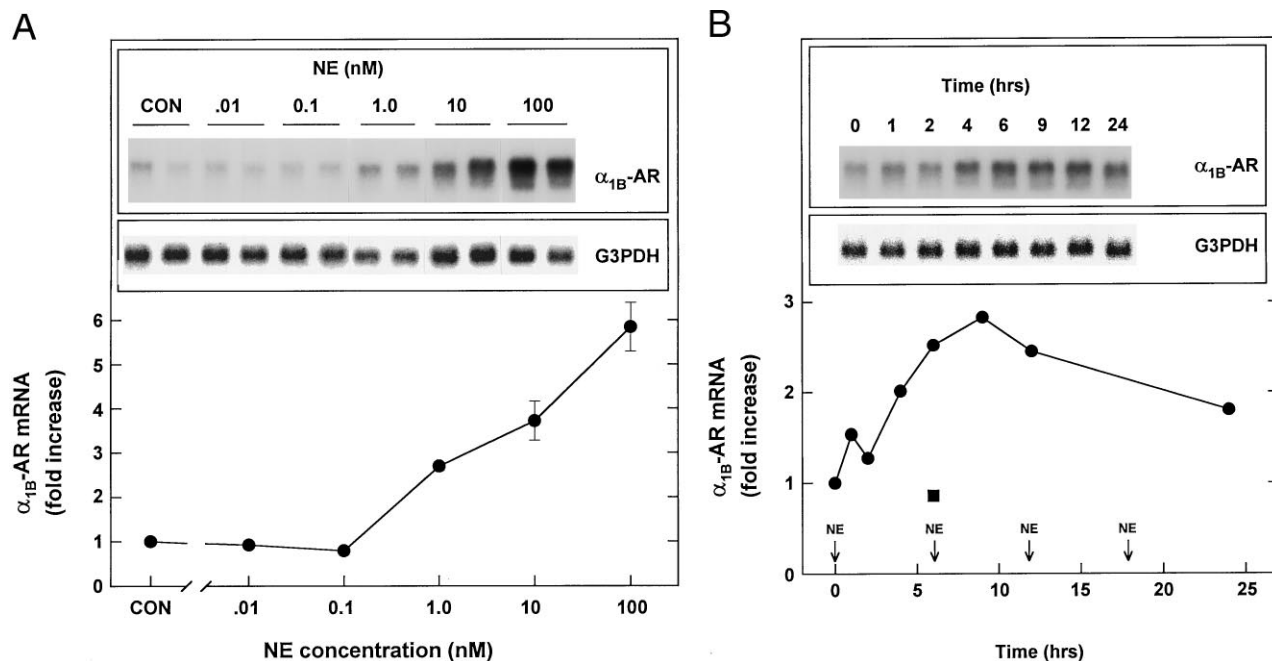 A
NE (nM)
CON .01 0.1 1.0 10 100
α1B-AR
G3PDH
6
5
4
3
2
1
0
α1B-AR mRNA
(fold increase)
CON .01 0.1 1.0 10 100
NE concentration (nM)
B
Time (hrs)
0 1 2 4 6 9 12 24
α1B-AR
G3PDH
3
2
1
0
α1B-AR mRNA
(fold increase)
NE NE NE NE
0 5 10 15 20 25
Time (hrs)